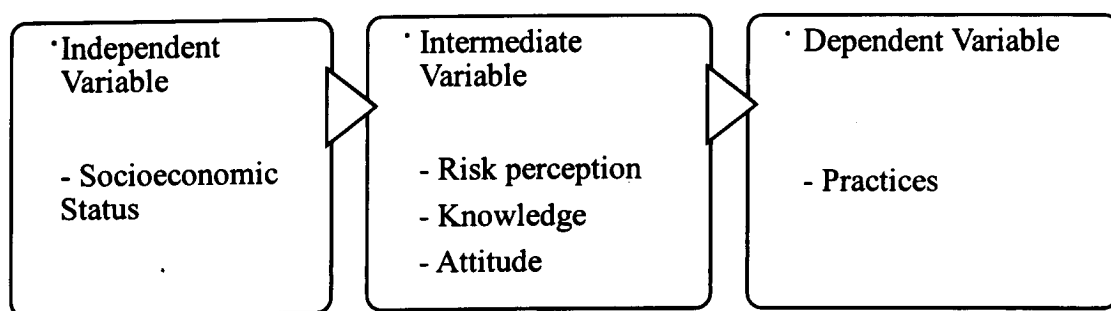 Independent
Variable
- Socioeconomic
Status
Intermediate
Variable
- Risk perception
- Knowledge
- Attitude
Dependent Variable
- Practices